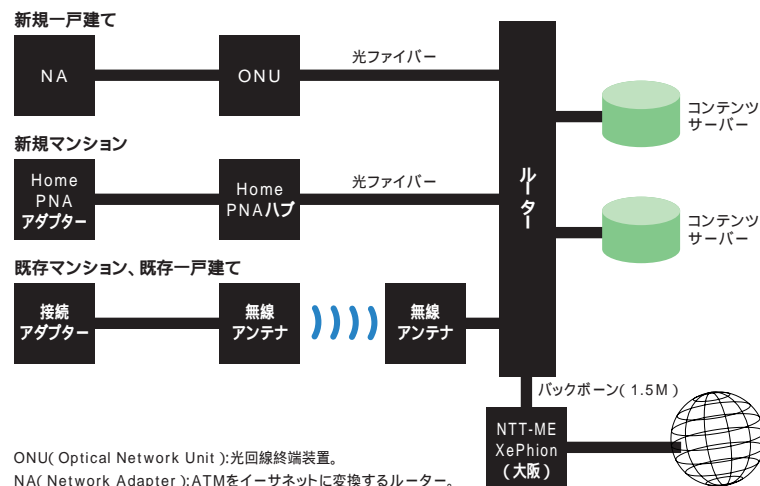 新規一戸建て
NA
ONU
光ファイバー
コンテンツ
サーバー
新規マンション
Home
PNA
アダプター
Home
PNAハブ
光ファイバー
ルーター
コンテンツ
サーバー
既存マンション、既存一戸建て
接続
アダプター
無線
アンテナ
無線
アンテナ
バックボーン( 1.5M )
NTT-ME
XePhion
(大阪)
ONU( Optical Network Unit ):光回線終端装置。
NA( Network Adapter ):ATMをイーサネットに変換するルーター。